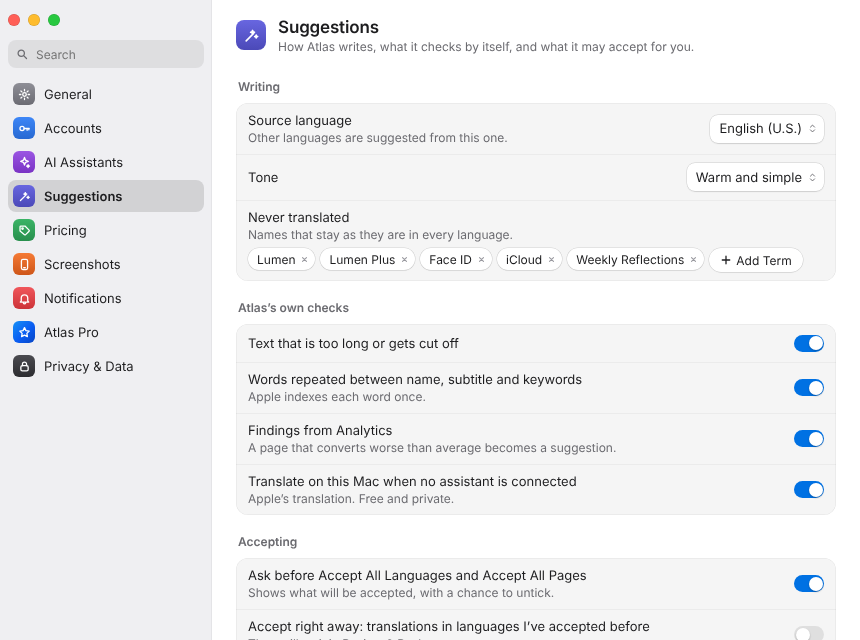 Search
General
Accounts
AI Assistants
Suggestions
Pricing
Screenshots
Notifications
Atlas Pro
Privacy & Data
Suggestions
How Atlas writes, what it checks by itself, and what it may accept for you.
Writing
Source language
Other languages are suggested from this one.
English (U.S.)
Tone
Warm and simple
Never translated
Names that stay as they are in every language.
Lumen × Lumen Plus × Face ID × iCloud × Weekly Reflections × + Add Term
Atlas’s own checks
Text that is too long or gets cut off
Words repeated between name, subtitle and keywords
Apple indexes each word once.
Findings from Analytics
A page that converts worse than average becomes a suggestion.
Translate on this Mac when no assistant is connected
Apple’s translation. Free and private.
Accepting
Ask before Accept All Languages and Accept All Pages
Shows what will be accepted, with a chance to untick.
Accept right away: translations in languages I’ve accepted before